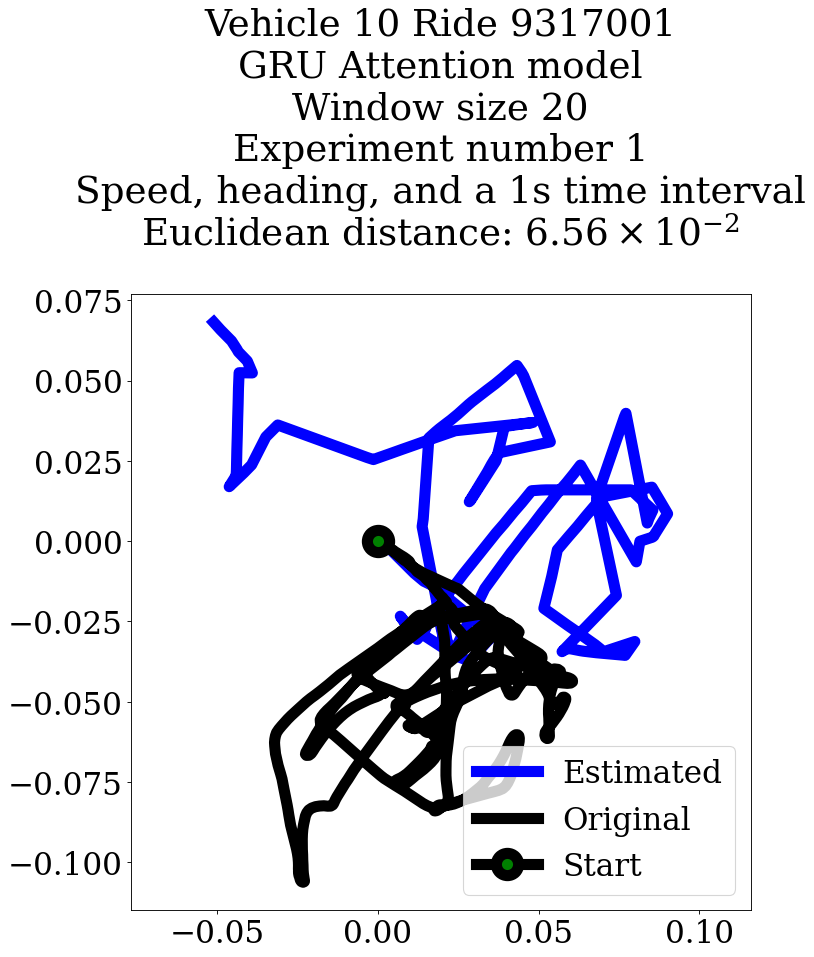 Vehicle 10 Ride 9317001
GRU Attention model
Window size 20
Experiment number 1
Speed, heading, and a 1s time interval
Euclidean distance: 6.56 × 10⁻²
0.075
0.050
0.025
0.000
−0.025
−0.050
−0.075
−0.100
Estimated
Original
Start
−0.05
0.00
0.05
0.10